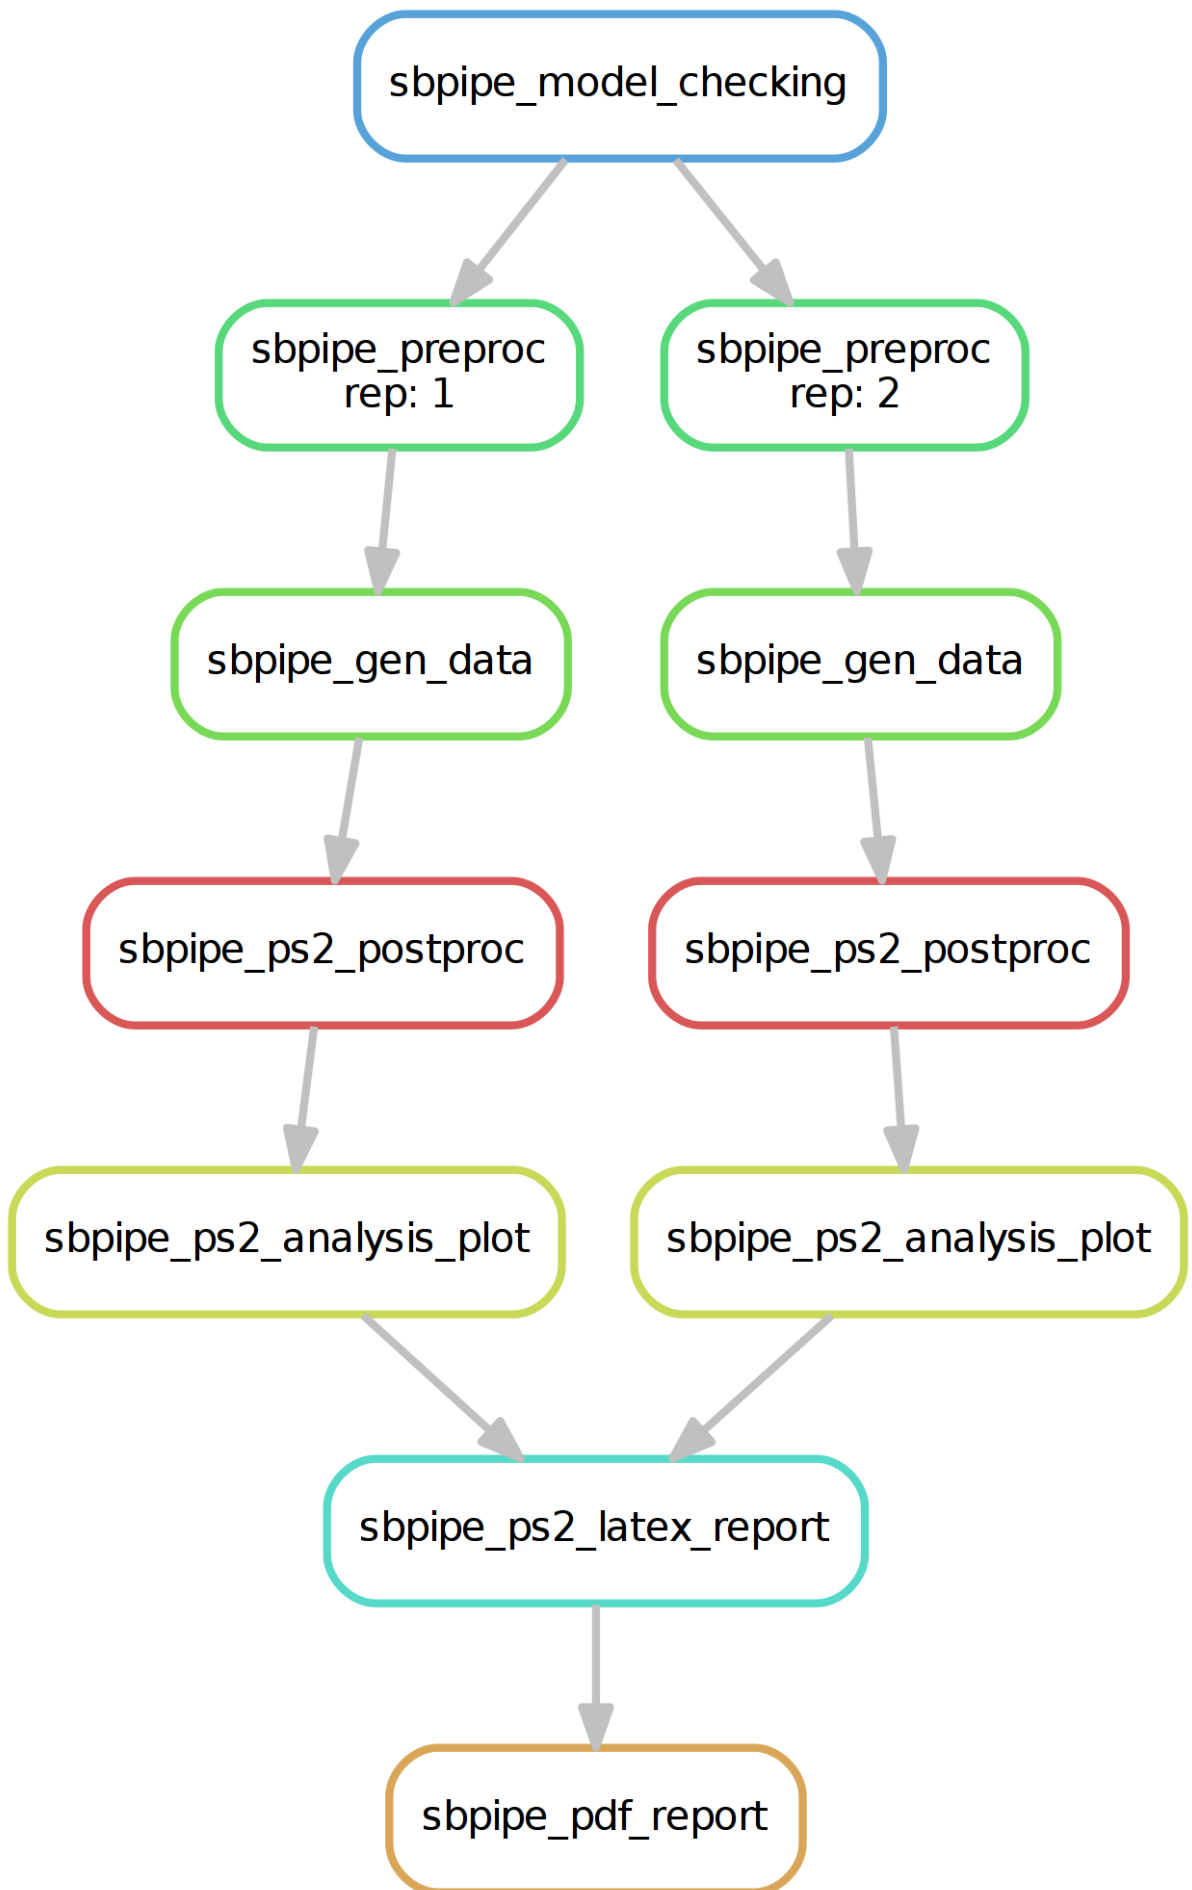 sbpipe_model_checking
sbpipe_preproc
rep: 1
sbpipe_preproc
rep: 2
sbpipe_gen_data
sbpipe_gen_data
sbpipe_ps2_postproc
sbpipe_ps2_postproc
sbpipe_ps2_analysis_plot
sbpipe_ps2_analysis_plot
sbpipe_ps2_latex_report
sbpipe_pdf_report